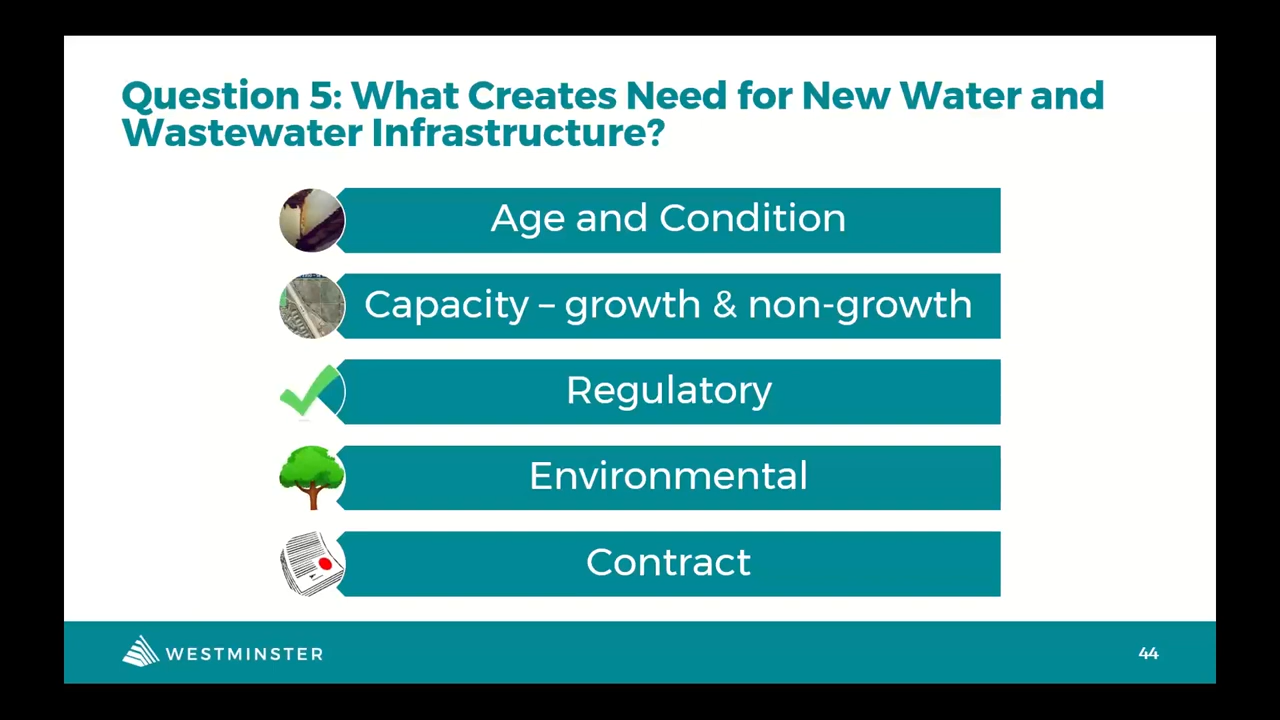 Question 5: What Creates Need for New Water and
Wastewater Infrastructure?
Age and Condition
Capacity – growth & non-growth
Regulatory
Environmental
Contract
WESTMINSTER
44